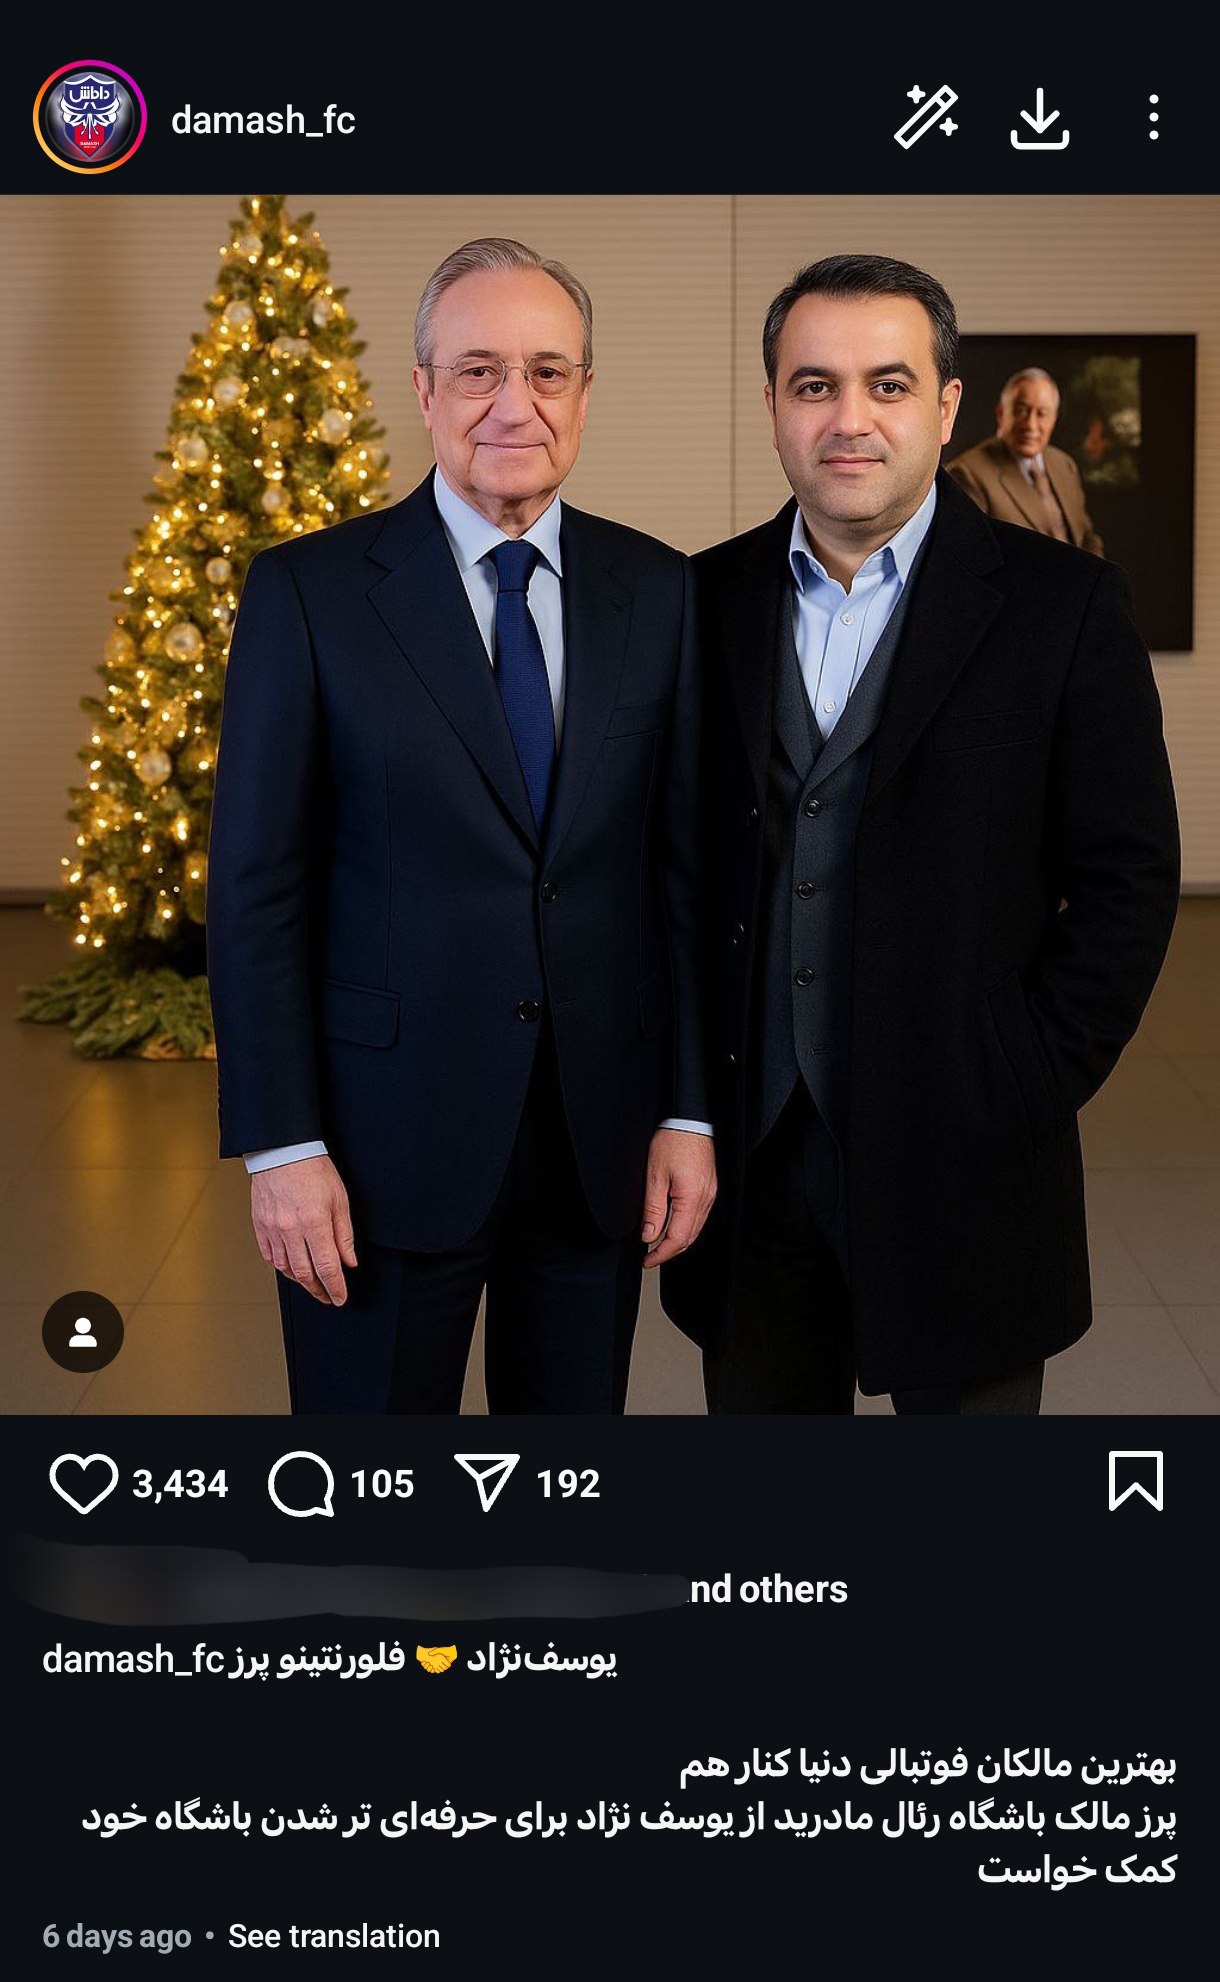 داماش
DAMASH
damash_fc
3,434
105
192
nd others
damash_fc یوسف‌نژاد 🤝 فلورنتینو پرز
بهترین مالکان فوتبالی دنیا کنار هم
پرز مالک باشگاه رئال مادرید از یوسف نژاد برای حرفه‌ای تر شدن باشگاه خود
کمک خواست
6 days ago • See translation